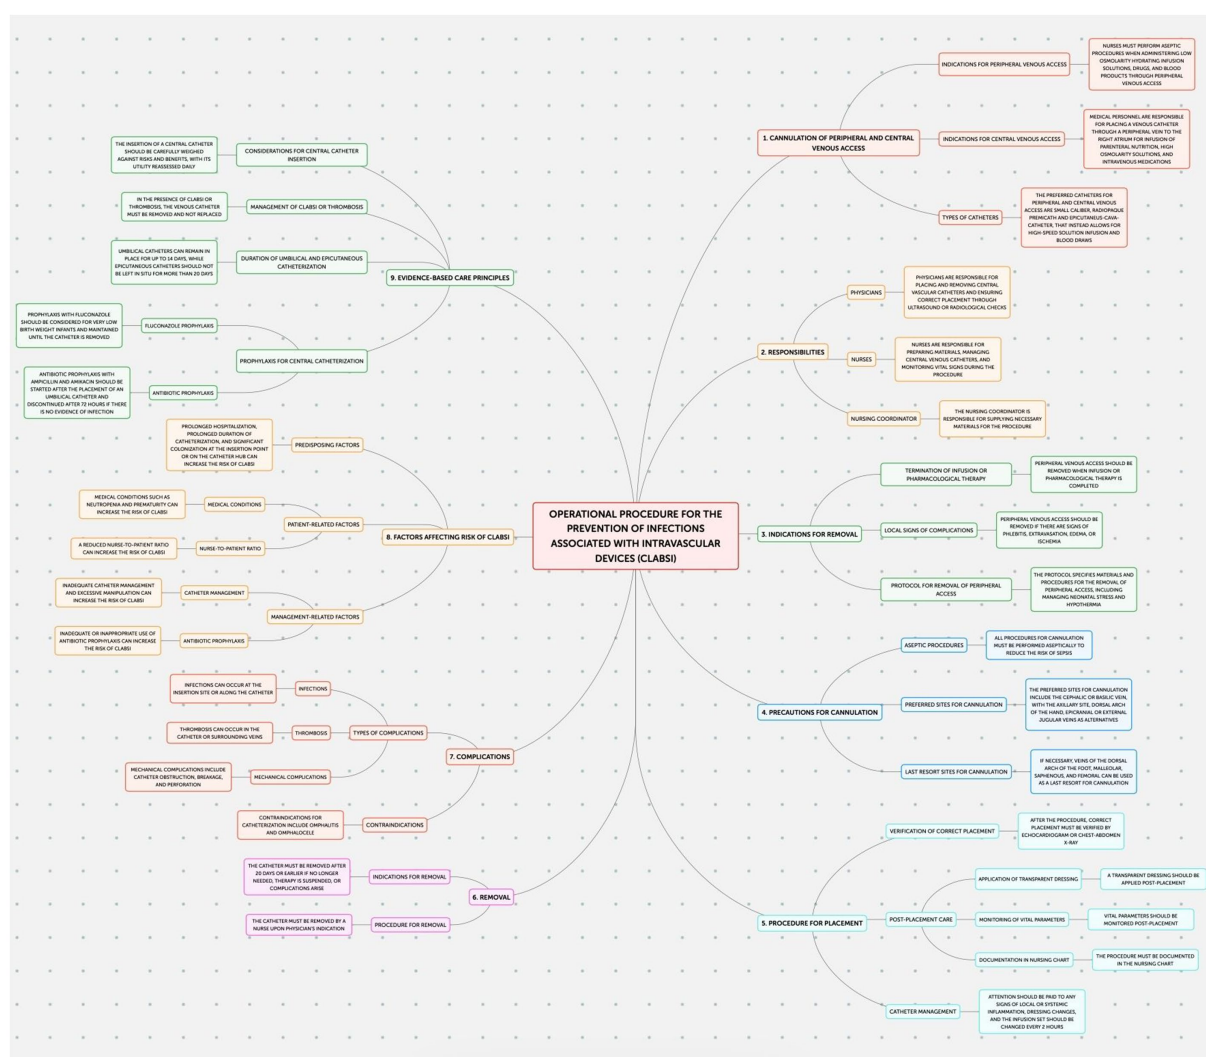 OPERATIONAL PROCEDURE FOR THE
PREVENTION OF INFECTIONS
ASSOCIATED WITH INTRAVASCULAR
DEVICES (CLABSI)
1. CANNULATION OF PERIPHERAL AND CENTRAL
VENOUS ACCESS
INDICATIONS FOR PERIPHERAL VENOUS ACCESS
NURSES MUST PERFORM ASEPTIC
PROCEDURES WHEN ADMINISTERING LOW
OSMOLARITY HYDRATING INFUSION
SOLUTIONS, DRUGS, AND BLOOD
PRODUCTS THROUGH PERIPHERAL
VENOUS ACCESS
INDICATIONS FOR CENTRAL VENOUS ACCESS
MEDICAL PERSONNEL ARE RESPONSIBLE
FOR PLACING A VENOUS CATHETER
THROUGH A PERIPHERAL VEIN TO THE
RIGHT ATRIUM FOR INFUSION OF
PARENTERAL NUTRITION, HIGH
OSMOLARITY SOLUTIONS, AND
INTRAVENOUS MEDICATIONS
TYPES OF CATHETERS
THE PREFERRED CATHETERS FOR
PERIPHERAL AND CENTRAL VENOUS
ACCESS ARE SMALL CALIBER, RADIOPAQUE
PREMICATH AND EPICUTANEUS-CAVA-
CATHETER, THAT INSTEAD ALLOWS FOR
HIGH-SPEED SOLUTION INFUSION AND
BLOOD DRAWS
2. RESPONSIBILITIES
PHYSICIANS
PHYSICIANS ARE RESPONSIBLE FOR
PLACING AND REMOVING CENTRAL
VASCULAR CATHETERS AND ENSURING
CORRECT PLACEMENT THROUGH
ULTRASOUND OR RADIOLOGICAL CHECKS
NURSES
NURSES ARE RESPONSIBLE FOR
PREPARING MATERIALS, MANAGING
CENTRAL VENOUS CATHETERS, AND
MONITORING VITAL SIGNS DURING THE
PROCEDURE
NURSING COORDINATOR
THE NURSING COORDINATOR IS
RESPONSIBLE FOR SUPPLYING NECESSARY
MATERIALS FOR THE PROCEDURE
3. INDICATIONS FOR REMOVAL
TERMINATION OF INFUSION OR
PHARMACOLOGICAL THERAPY
PERIPHERAL VENOUS ACCESS SHOULD BE
REMOVED WHEN INFUSION OR
PHARMACOLOGICAL THERAPY IS
COMPLETED
LOCAL SIGNS OF COMPLICATIONS
PERIPHERAL VENOUS ACCESS SHOULD BE
REMOVED IF THERE ARE SIGNS OF
PHLEBITIS, EXTRAVASATION, EDEMA, OR
ISCHEMIA
PROTOCOL FOR REMOVAL OF PERIPHERAL
ACCESS
THE PROTOCOL SPECIFIES MATERIALS AND
PROCEDURES FOR THE REMOVAL OF
PERIPHERAL ACCESS, INCLUDING
MANAGING NEONATAL STRESS AND
HYPOTHERMIA
4. PRECAUTIONS FOR CANNULATION
ASEPTIC PROCEDURES
ALL PROCEDURES FOR CANNULATION
MUST BE PERFORMED ASEPTICALLY TO
REDUCE THE RISK OF SEPSIS
PREFERRED SITES FOR CANNULATION
THE PREFERRED SITES FOR CANNULATION
INCLUDE THE CEPHALIC OR BASILIC VEIN,
WITH THE AXILLARY SITE, DORSAL ARCH
OF THE HAND, EPICRANIAL OR EXTERNAL
JUGULAR VEINS AS ALTERNATIVES
LAST RESORT SITES FOR CANNULATION
IF NECESSARY, VEINS OF THE DORSAL
ARCH OF THE FOOT, MALLEOLAR,
SAPHENOUS, AND FEMORAL CAN BE USED
AS A LAST RESORT FOR CANNULATION
5. PROCEDURE FOR PLACEMENT
VERIFICATION OF CORRECT PLACEMENT
AFTER THE PROCEDURE, CORRECT
PLACEMENT MUST BE VERIFIED BY
ECHOCARDIOGRAM OR CHEST-ABDOMEN
X-RAY
POST-PLACEMENT CARE
APPLICATION OF TRANSPARENT DRESSING
A TRANSPARENT DRESSING SHOULD BE
APPLIED POST-PLACEMENT
MONITORING OF VITAL PARAMETERS
VITAL PARAMETERS SHOULD BE
MONITORED POST-PLACEMENT
DOCUMENTATION IN NURSING CHART
THE PROCEDURE MUST BE DOCUMENTED
IN THE NURSING CHART
CATHETER MANAGEMENT
ATTENTION SHOULD BE PAID TO ANY
SIGNS OF LOCAL OR SYSTEMIC
INFLAMMATION, DRESSING CHANGES,
AND THE INFUSION SET SHOULD BE
CHANGED EVERY 2 HOURS
6. REMOVAL
INDICATIONS FOR REMOVAL
THE CATHETER MUST BE REMOVED AFTER
20 DAYS OR EARLIER IF NO LONGER
NEEDED, THERAPY IS SUSPENDED, OR
COMPLICATIONS ARISE
PROCEDURE FOR REMOVAL
THE CATHETER MUST BE REMOVED BY A
NURSE UPON PHYSICIAN'S INDICATION
7. COMPLICATIONS
TYPES OF COMPLICATIONS
INFECTIONS
INFECTIONS CAN OCCUR AT THE
INSERTION SITE OR ALONG THE CATHETER
THROMBOSIS
THROMBOSIS CAN OCCUR IN THE
CATHETER OR SURROUNDING VEINS
MECHANICAL COMPLICATIONS
MECHANICAL COMPLICATIONS INCLUDE
CATHETER OBSTRUCTION, BREAKAGE,
AND PERFORATION
CONTRAINDICATIONS
CONTRAINDICATIONS FOR
CATHETERIZATION INCLUDE OMPHALITIS
AND OMPHALOCELE
8. FACTORS AFFECTING RISK OF CLABSI
PREDISPOSING FACTORS
PROLONGED HOSPITALIZATION,
PROLONGED DURATION OF
CATHETERIZATION, AND SIGNIFICANT
COLONIZATION AT THE INSERTION POINT
OR ON THE CATHETER HUB CAN
INCREASE THE RISK OF CLABSI
PATIENT-RELATED FACTORS
MEDICAL CONDITIONS
MEDICAL CONDITIONS SUCH AS
NEUTROPENIA AND PREMATURITY CAN
INCREASE THE RISK OF CLABSI
NURSE-TO-PATIENT RATIO
A REDUCED NURSE-TO-PATIENT RATIO
CAN INCREASE THE RISK OF CLABSI
MANAGEMENT-RELATED FACTORS
CATHETER MANAGEMENT
INADEQUATE CATHETER MANAGEMENT
AND EXCESSIVE MANIPULATION CAN
INCREASE THE RISK OF CLABSI
ANTIBIOTIC PROPHYLAXIS
INADEQUATE OR INAPPROPRIATE USE OF
ANTIBIOTIC PROPHYLAXIS CAN INCREASE
THE RISK OF CLABSI
9. EVIDENCE-BASED CARE PRINCIPLES
CONSIDERATIONS FOR CENTRAL CATHETER
INSERTION
THE INSERTION OF A CENTRAL CATHETER
SHOULD BE CAREFULLY WEIGHED
AGAINST RISKS AND BENEFITS, WITH ITS
UTILITY REASSESSED DAILY
MANAGEMENT OF CLABSI OR THROMBOSIS
IN THE PRESENCE OF CLABSI OR
THROMBOSIS, THE VENOUS CATHETER
MUST BE REMOVED AND NOT REPLACED
DURATION OF UMBILICAL AND EPICUTANEOUS
CATHETERIZATION
UMBILICAL CATHETERS CAN REMAIN IN
PLACE FOR UP TO 14 DAYS, WHILE
EPICUTANEOUS CATHETERS SHOULD NOT
BE LEFT IN SITU FOR MORE THAN 20 DAYS
PROPHYLAXIS FOR CENTRAL CATHETERIZATION
FLUCONAZOLE PROPHYLAXIS
PROPHYLAXIS WITH FLUCONAZOLE
SHOULD BE CONSIDERED FOR VERY LOW
BIRTH WEIGHT INFANTS AND MAINTAINED
UNTIL THE CATHETER IS REMOVED
ANTIBIOTIC PROPHYLAXIS
ANTIBIOTIC PROPHYLAXIS WITH
AMPICILLIN AND AMIKACIN SHOULD BE
STARTED AFTER THE PLACEMENT OF AN
UMBILICAL CATHETER AND
DISCONTINUED AFTER 72 HOURS IF THERE
IS NO EVIDENCE OF INFECTION